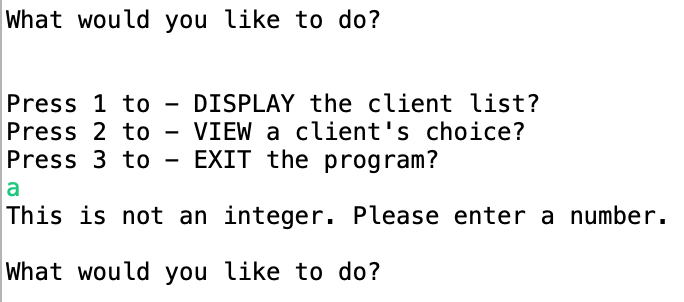 What would you like to do?
Press 1 to – DISPLAY the client list?
Press 2 to – VIEW a client's choice?
Press 3 to – EXIT the program?
a
This is not an integer. Please enter a number.
What would you like to do?